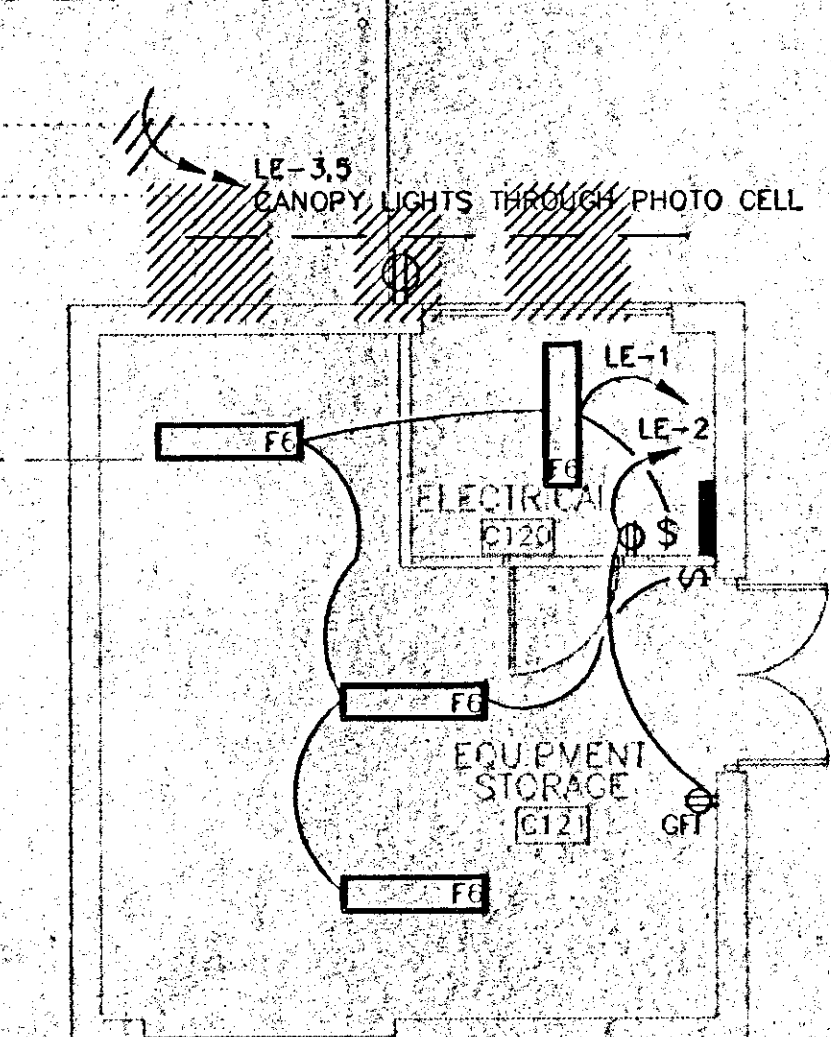 LE-3,5
CANOPY LIGHTS THROUGH PHOTO CELL
LE-1
F6
LE-2
F6
ELECTRICAL
C120
$
$
F6
EQUIPMENT
STORAGE
C121
GFI
F6